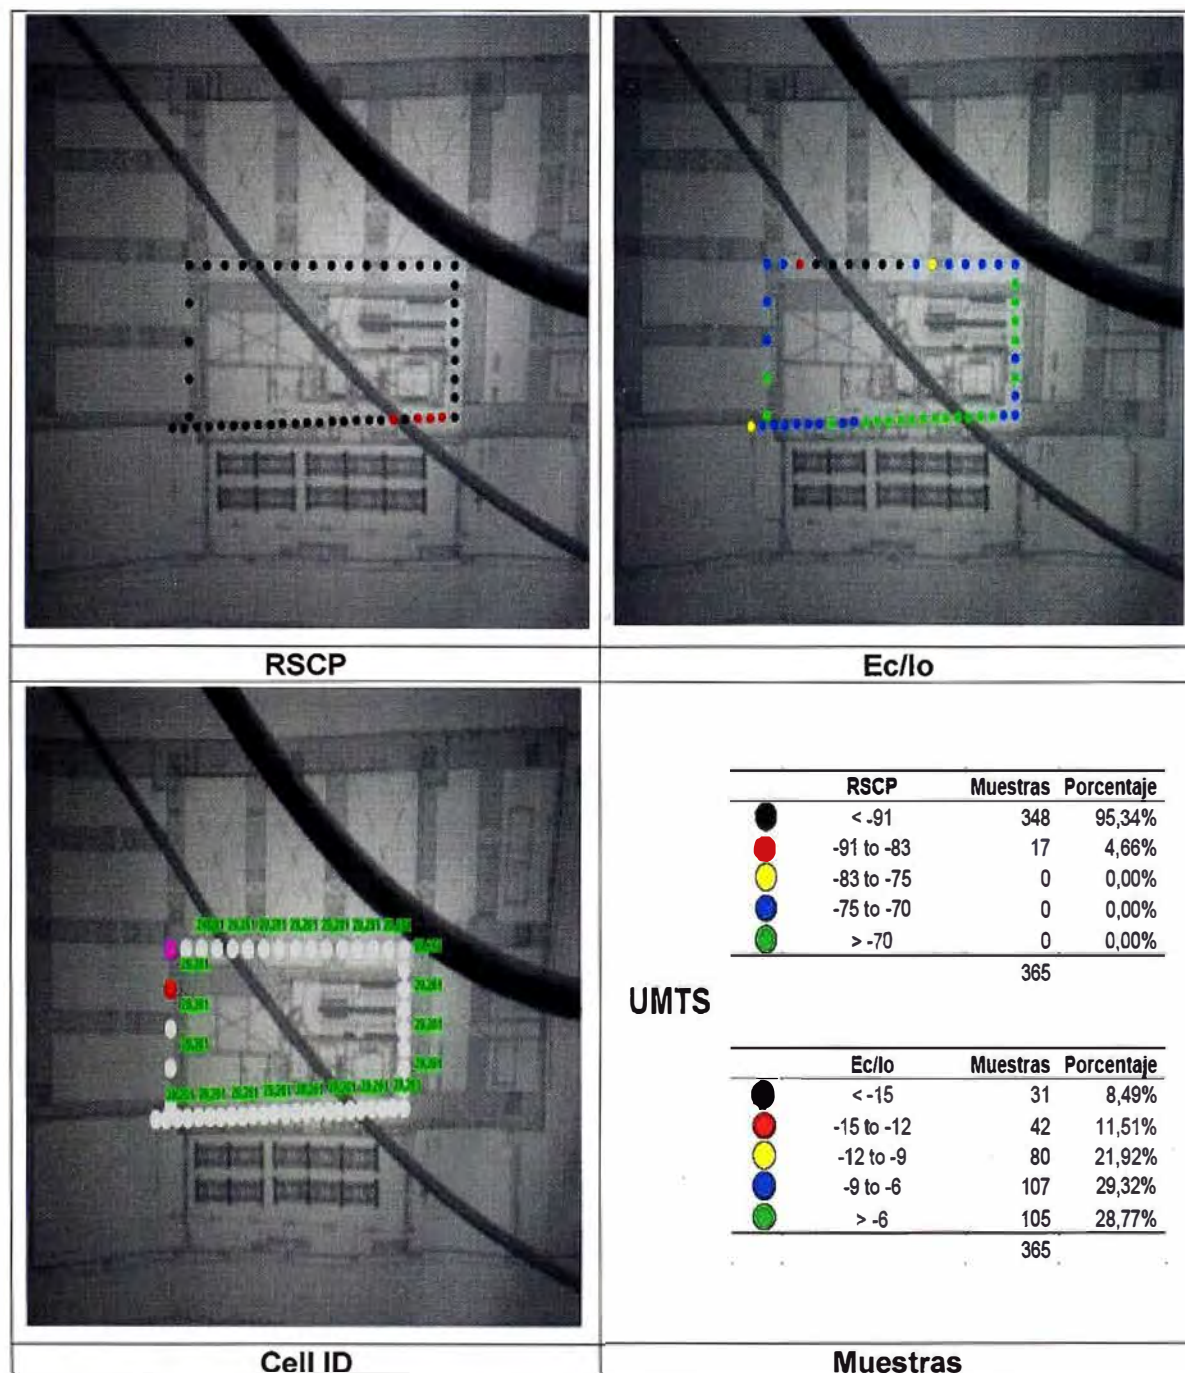 RSCP
Ec/Io
RSCP Muestras Porcentaje
< -91 348 95,34%
-91 to -83 17 4,66%
-83 to -75 0 0,00%
-75 to -70 0 0,00%
> -70 0 0,00%
365
UMTS
Ec/Io Muestras Porcentaje
< -15 31 8,49%
-15 to -12 42 11,51%
-12 to -9 80 21,92%
-9 to -6 107 29,32%
> -6 105 28,77%
365
Cell ID
Muestras